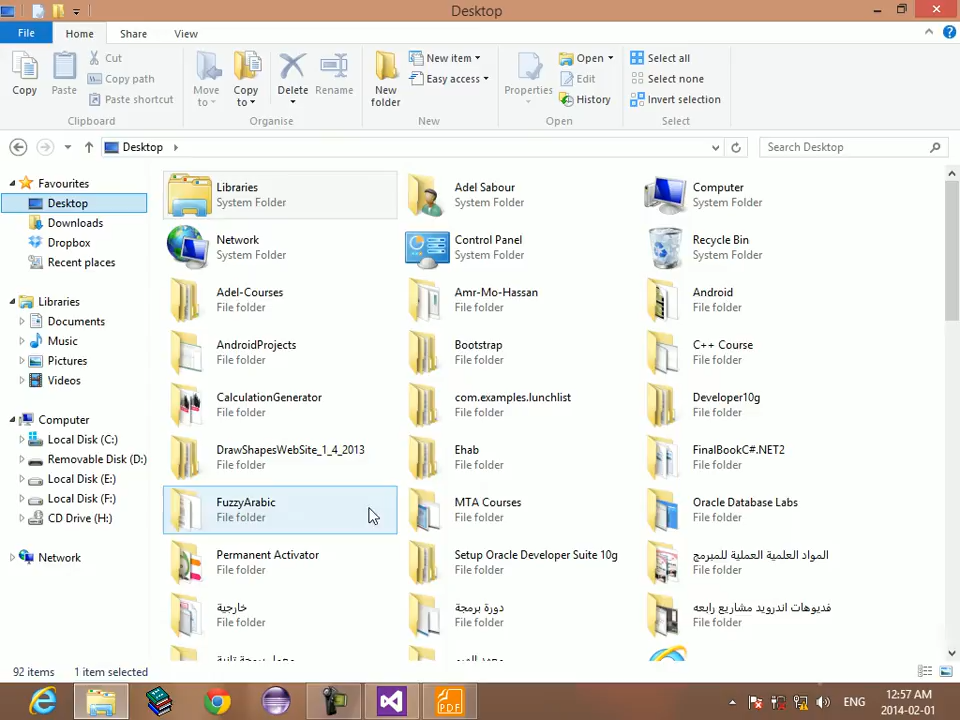 Desktop
File Home Share View
Copy
Paste
Cut
Copy path
Paste shortcut
Clipboard
Move to
Copy to
Delete
Rename
Organise
New folder
New item
Easy access
New
Properties
Open
Edit
History
Open
Select all
Select none
Invert selection
Select
Desktop
Search Desktop
Favourites
Desktop
Downloads
Dropbox
Recent places
Libraries
Documents
Music
Pictures
Videos
Computer
Local Disk (C:)
Removable Disk (D:)
Local Disk (E:)
Local Disk (F:)
CD Drive (H:)
Network
Libraries
System Folder
Adel Sabour
System Folder
Computer
System Folder
Network
System Folder
Control Panel
System Folder
Recycle Bin
System Folder
Adel-Courses
File folder
Amr-Mo-Hassan
File folder
Android
File folder
AndroidProjects
File folder
Bootstrap
File folder
C++ Course
File folder
CalculationGenerator
File folder
com.examples.lunchlist
File folder
Developer10g
File folder
DrawShapesWebSite_1_4_2013
File folder
Ehab
File folder
FinalBookC#.NET2
File folder
FuzzyArabic
File folder
MTA Courses
File folder
Oracle Database Labs
File folder
Permanent Activator
File folder
Setup Oracle Developer Suite 10g
File folder
المواد العلمية العملية للمبرمج
File folder
خارجية
File folder
دورة برمجة
File folder
فديوهات اندرويد مشاريع رابعه
File folder
92 items 1 item selected
PDF
ENG
12:57 AM
2014-02-01